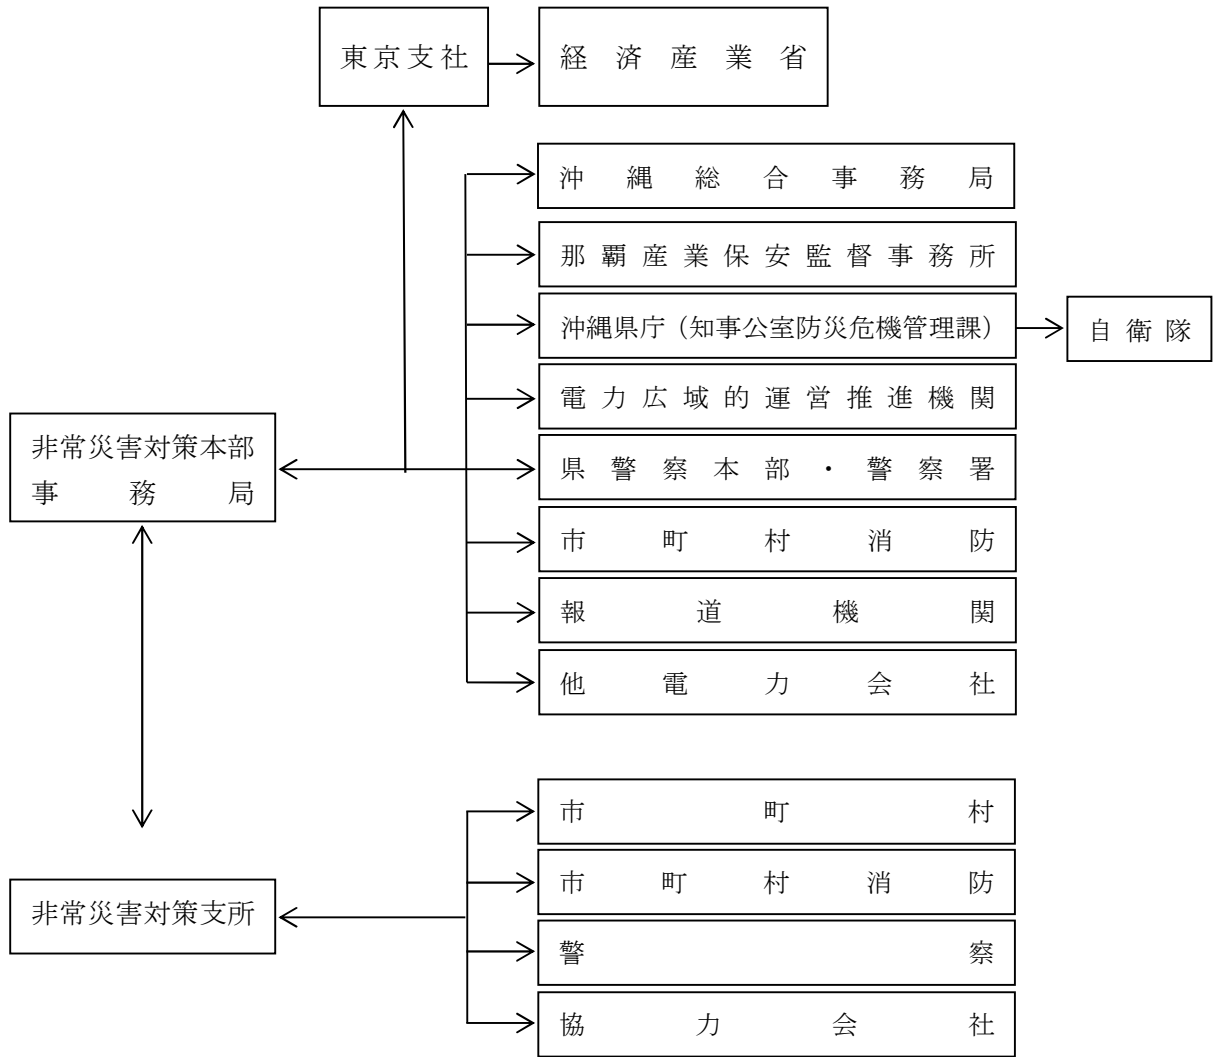 東京支社
経済産業省
沖縄総合事務局
那覇産業保安監督事務所
沖縄県庁（知事公室防災危機管理課）
自衛隊
電力広域的運営推進機関
非常災害対策本部
事務局
県警察本部・警察署
市町村消防
報道機関
他電力会社
市町村
市町村消防
非常災害対策支所
警察
協力会社